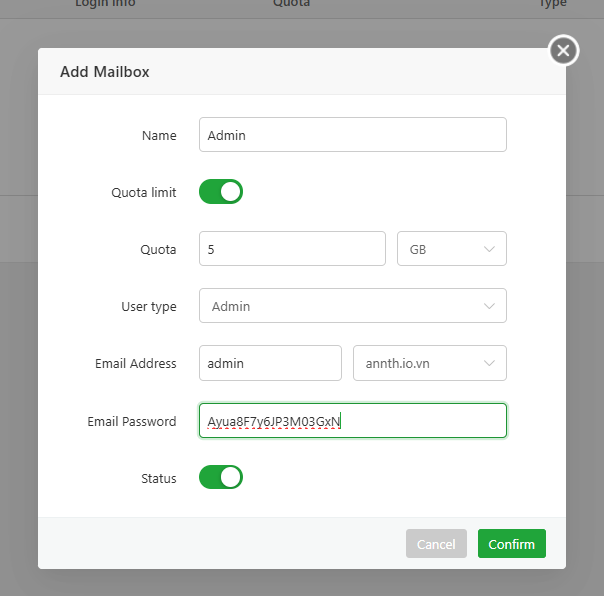 Login info Quota Type
Add Mailbox
Name Admin
Quota limit
Quota 5 GB
User type Admin
Email Address admin annth.io.vn
Email Password Ayua8F7y6JP3M03GxN
Status
Cancel Confirm